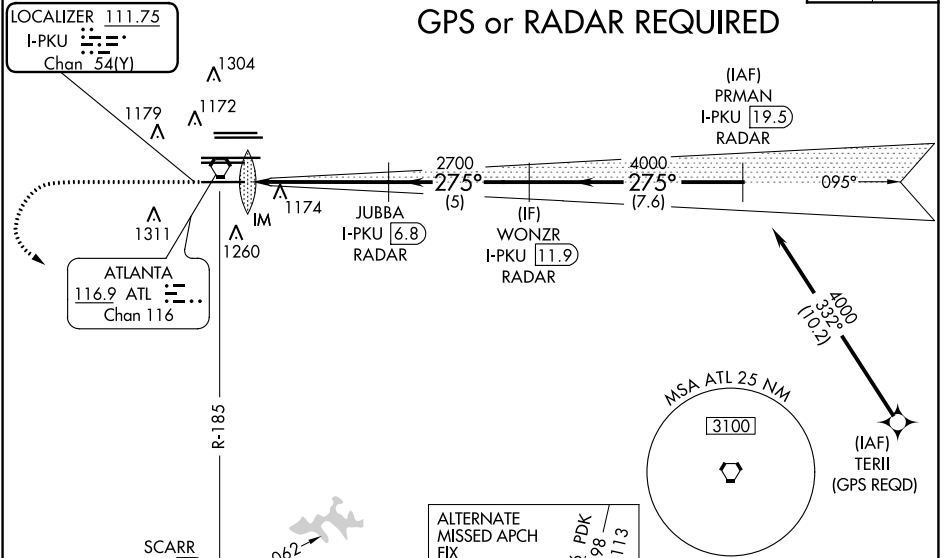 GPS or RADAR REQUIRED
LOCALIZER 111.75
I-PKU
Chan 54(Y)
1304
1179
1172
(IAF)
PRMAN
I-PKU 19.5
RADAR
2700
4000
275°
275°
095°
(5)
(7.6)
IM
1174
1311
1260
JUBBA
I-PKU 6.8
RADAR
(IF)
WONZR
I-PKU 11.9
RADAR
ATLANTA
116.9 ATL
Chan 116
4000
332°
(10.2)
R-185
MSA ATL 25 NM
3100
(IAF)
TERII
(GPS REQD)
SCARR
062
ALTERNATE
MISSED APCH
FIX
PDK
113